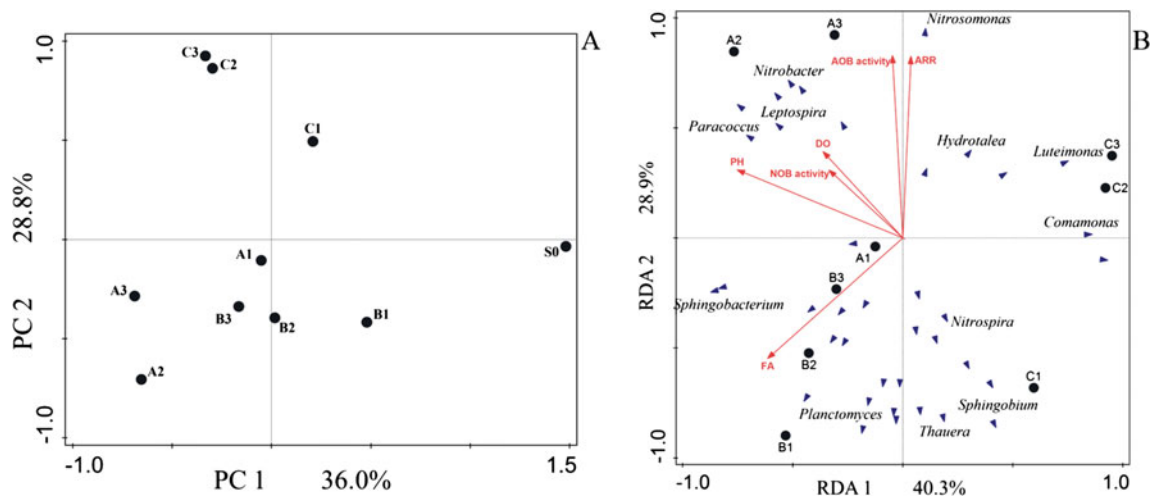 A
1.0
C3
C2
C1
S0
A1
A3
B3
B2
B1
A2
PC 2
28.8%
-1.0
-1.0
PC 1
36.0%
1.5
B
1.0
A3
A2
Nitrosomonas
AOB activity
ARR
Nitrobacter
Leptospira
Paracoccus
DO
PH
NOB activity
Hydrotalea
Luteimonas
C3
C2
Comamonas
A1
B3
Sphingobacterium
Nitrospira
FA
B2
C1
Planctomyces
Sphingobium
Thauera
B1
RDA 2
28.9%
-1.0
-1.0
RDA 1
40.3%
1.0